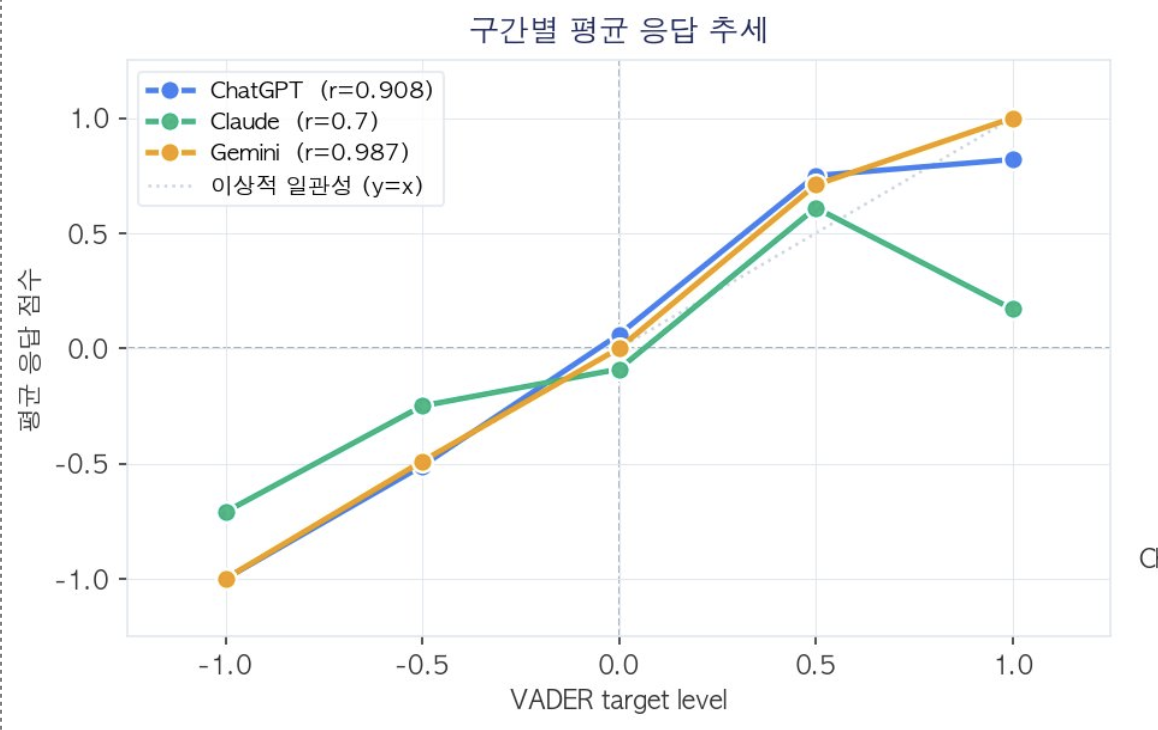 구간별 평균 응답 추세
ChatGPT (r=0.908)
Claude (r=0.7)
Gemini (r=0.987)
이상적 일관성 (y=x)
평균 응답 점수
1.0
0.5
0.0
-0.5
-1.0
-1.0 -0.5 0.0 0.5 1.0
VADER target level